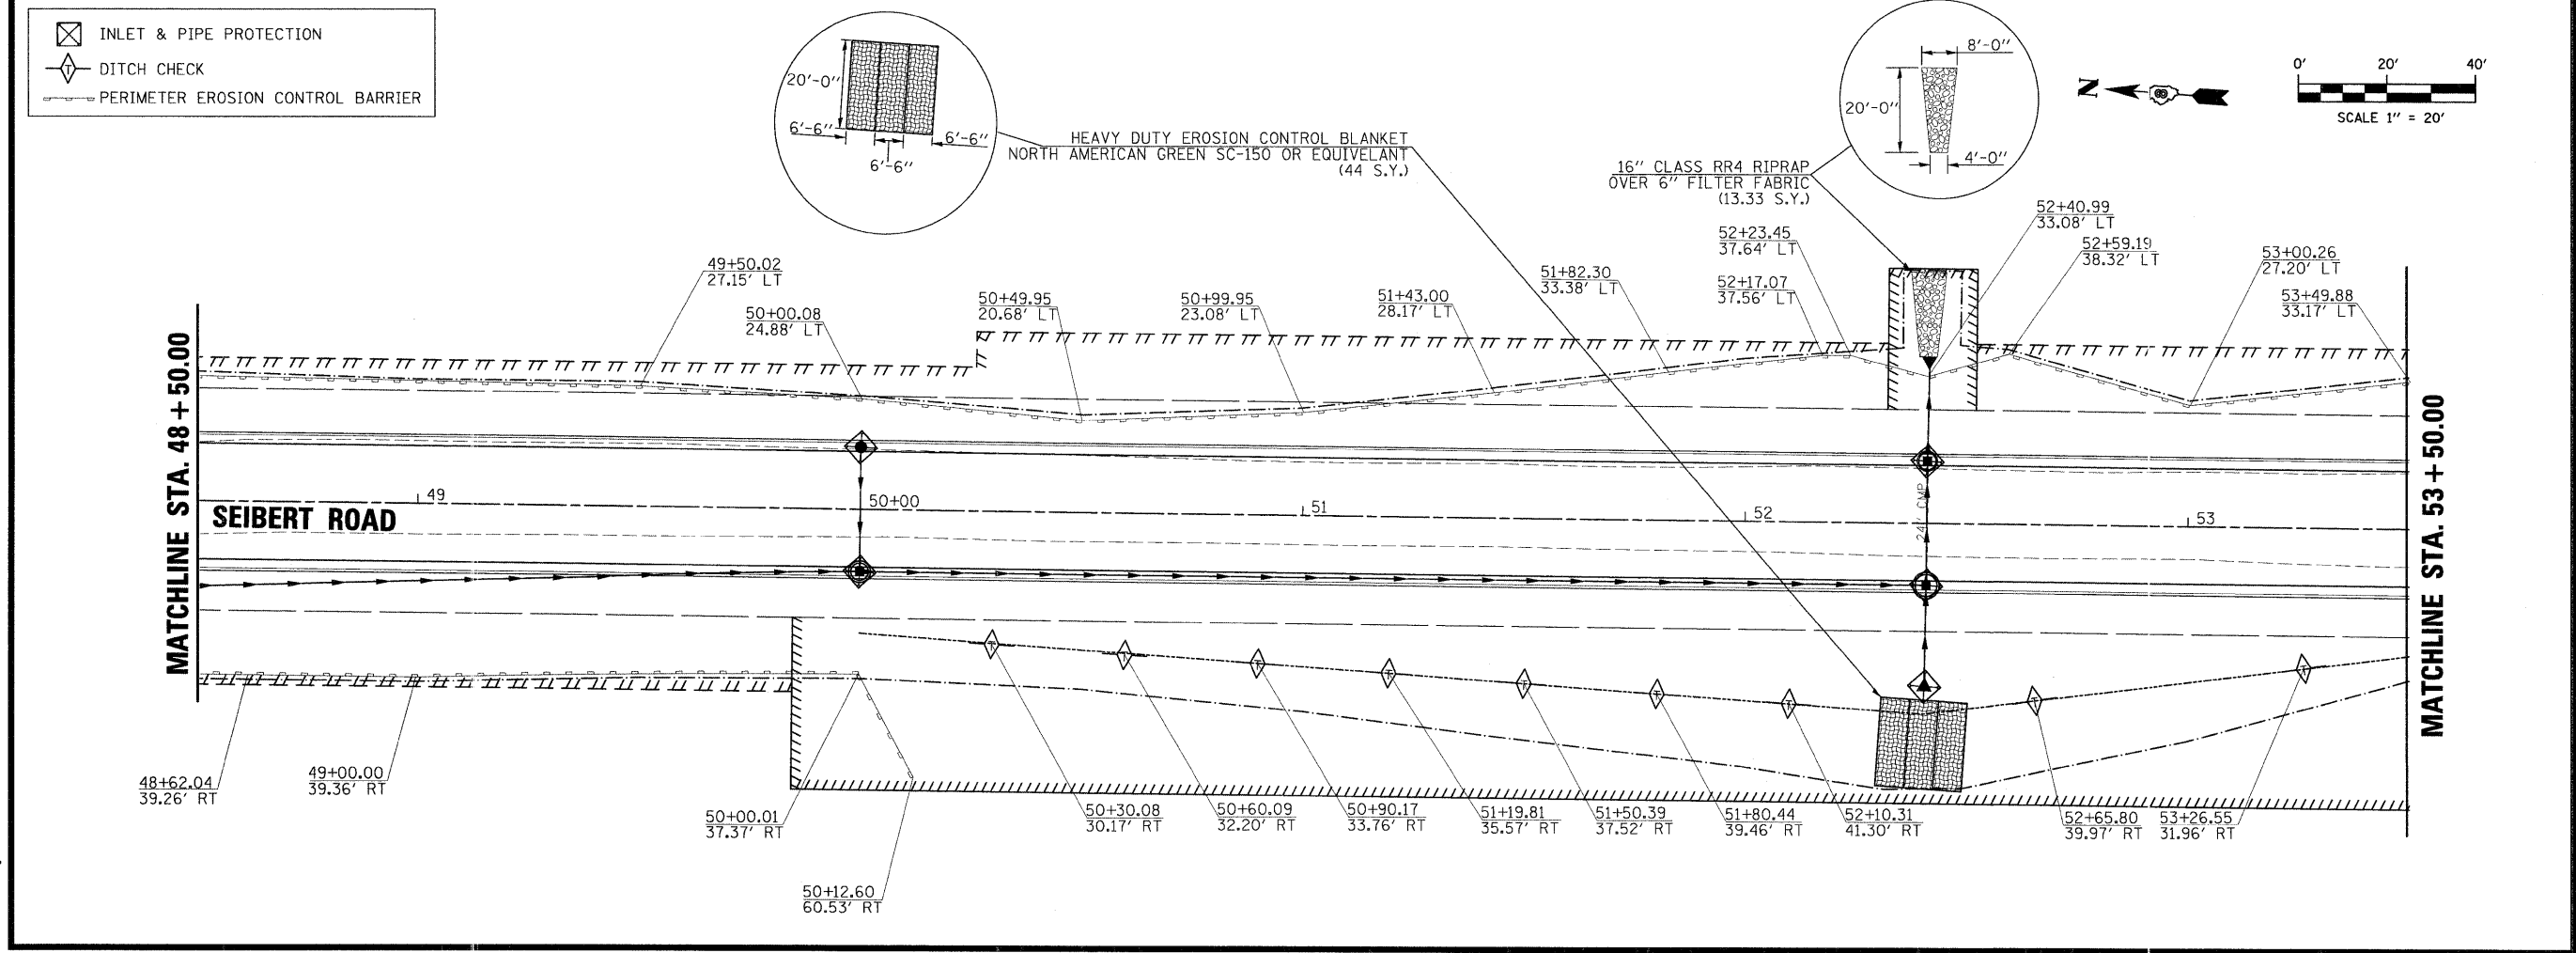 INLET & PIPE PROTECTION
T DITCH CHECK
PERIMETER EROSION CONTROL BARRIER
20'-0"
6'-6"
6'-6"
6'-6"
HEAVY DUTY EROSION CONTROL BLANKET
NORTH AMERICAN GREEN SC-150 OR EQUIVELANT
(44 S.Y.)
8'-0"
20'-0"
4'-0"
16" CLASS RR4 RIPRAP
OVER 6" FILTER FABRIC
(13.33 S.Y.)
N
0' 20' 40'
SCALE 1" = 20'
49+50.02
27.15' LT
50+00.08
24.88' LT
50+49.95
20.68' LT
50+99.95
23.08' LT
51+43.00
28.17' LT
51+82.30
33.38' LT
52+23.45
37.64' LT
52+17.07
37.56' LT
52+40.99
33.08' LT
52+59.19
38.32' LT
53+00.26
27.20' LT
53+49.88
33.17' LT
MATCHLINE STA. 48+50.00
SEIBERT ROAD
49
50+00
51
52
53
24" CMP
MATCHLINE STA. 53+50.00
T
T
T
T
T
T
T
T
T
48+62.04
39.26' RT
49+00.00
39.36' RT
50+00.01
37.37' RT
50+12.60
60.53' RT
50+30.08
30.17' RT
50+60.09
32.20' RT
50+90.17
33.76' RT
51+19.81
35.57' RT
51+50.39
37.52' RT
51+80.44
39.46' RT
52+10.31
41.30' RT
52+65.80
39.97' RT
53+26.55
31.96' RT